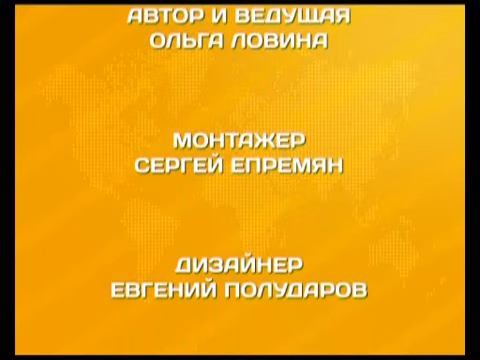 АВТОР И ВЕДУЩАЯ
ОЛЬГА ЛОВИНА
МОНТАЖЕР
СЕРГЕЙ ЕПРЕМЯН
ДИЗАЙНЕР
ЕВГЕНИЙ ПОЛУДАРОВ